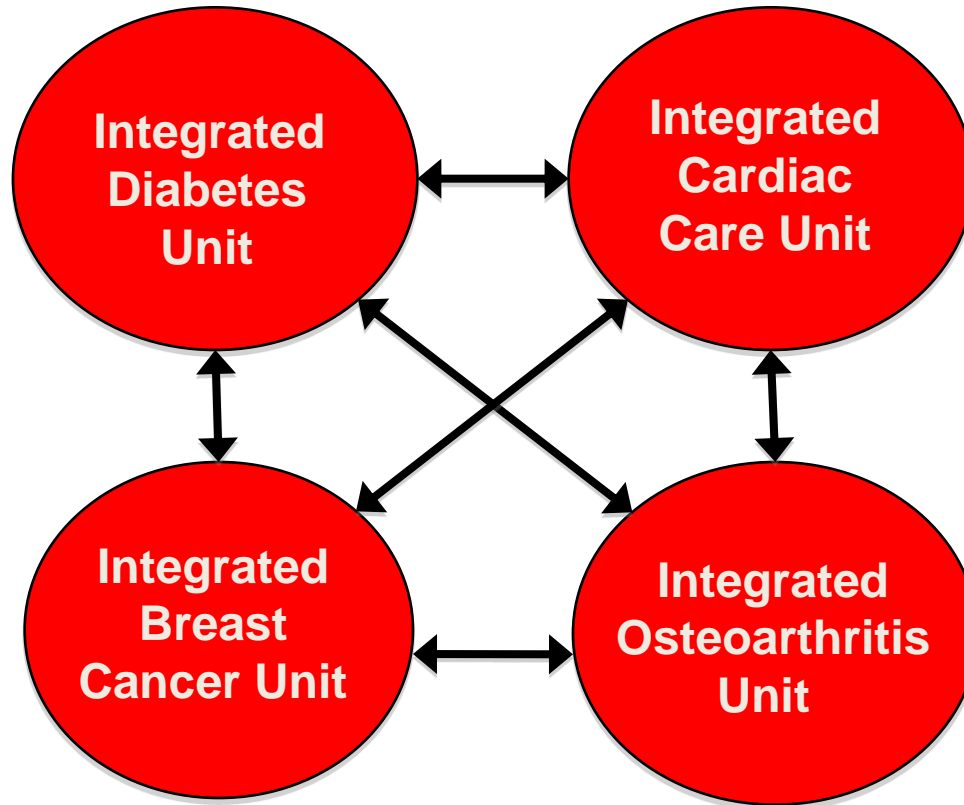 Integrated
Diabetes
Unit
Integrated
Cardiac
Care Unit
Integrated
Breast
Cancer Unit
Integrated
Osteoarthritis
Unit